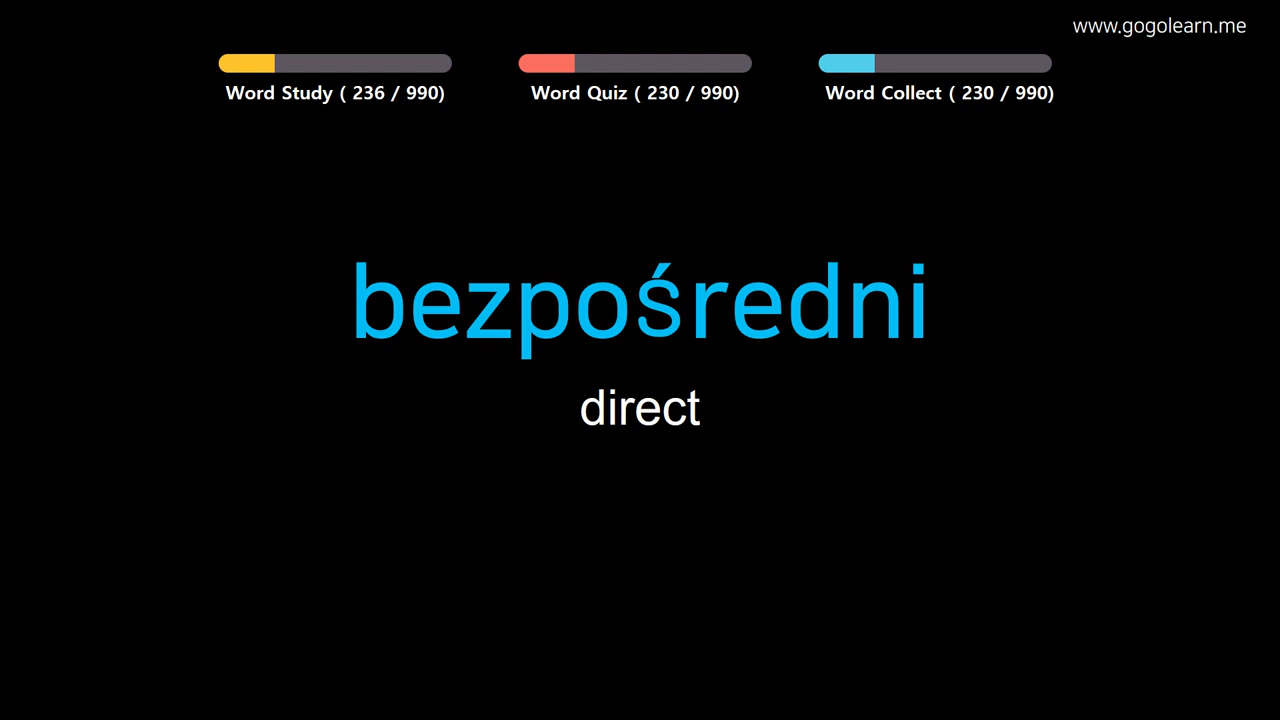 www.gogolearn.me
Word Study ( 236 / 990)
Word Quiz ( 230 / 990)
Word Collect ( 230 / 990)
bezpośredni
direct